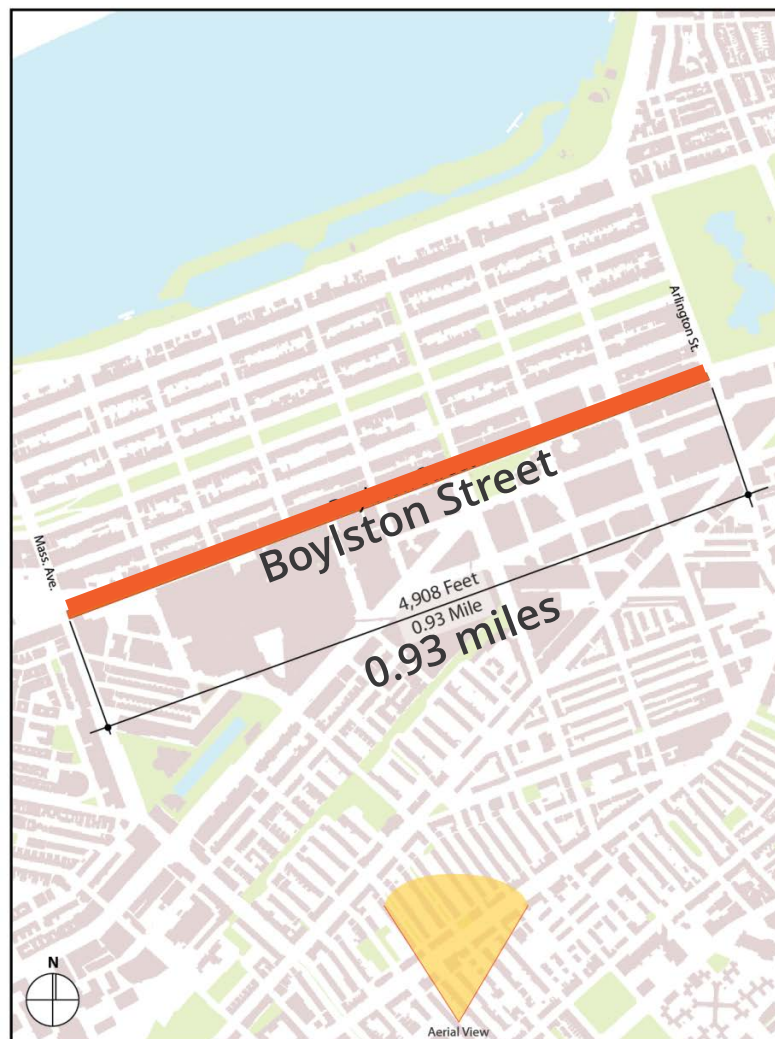 Arlington St.
Boylston Street
Mass. Ave.
4,908 Feet
0.93 Mile
0.93 miles
N
Aerial View